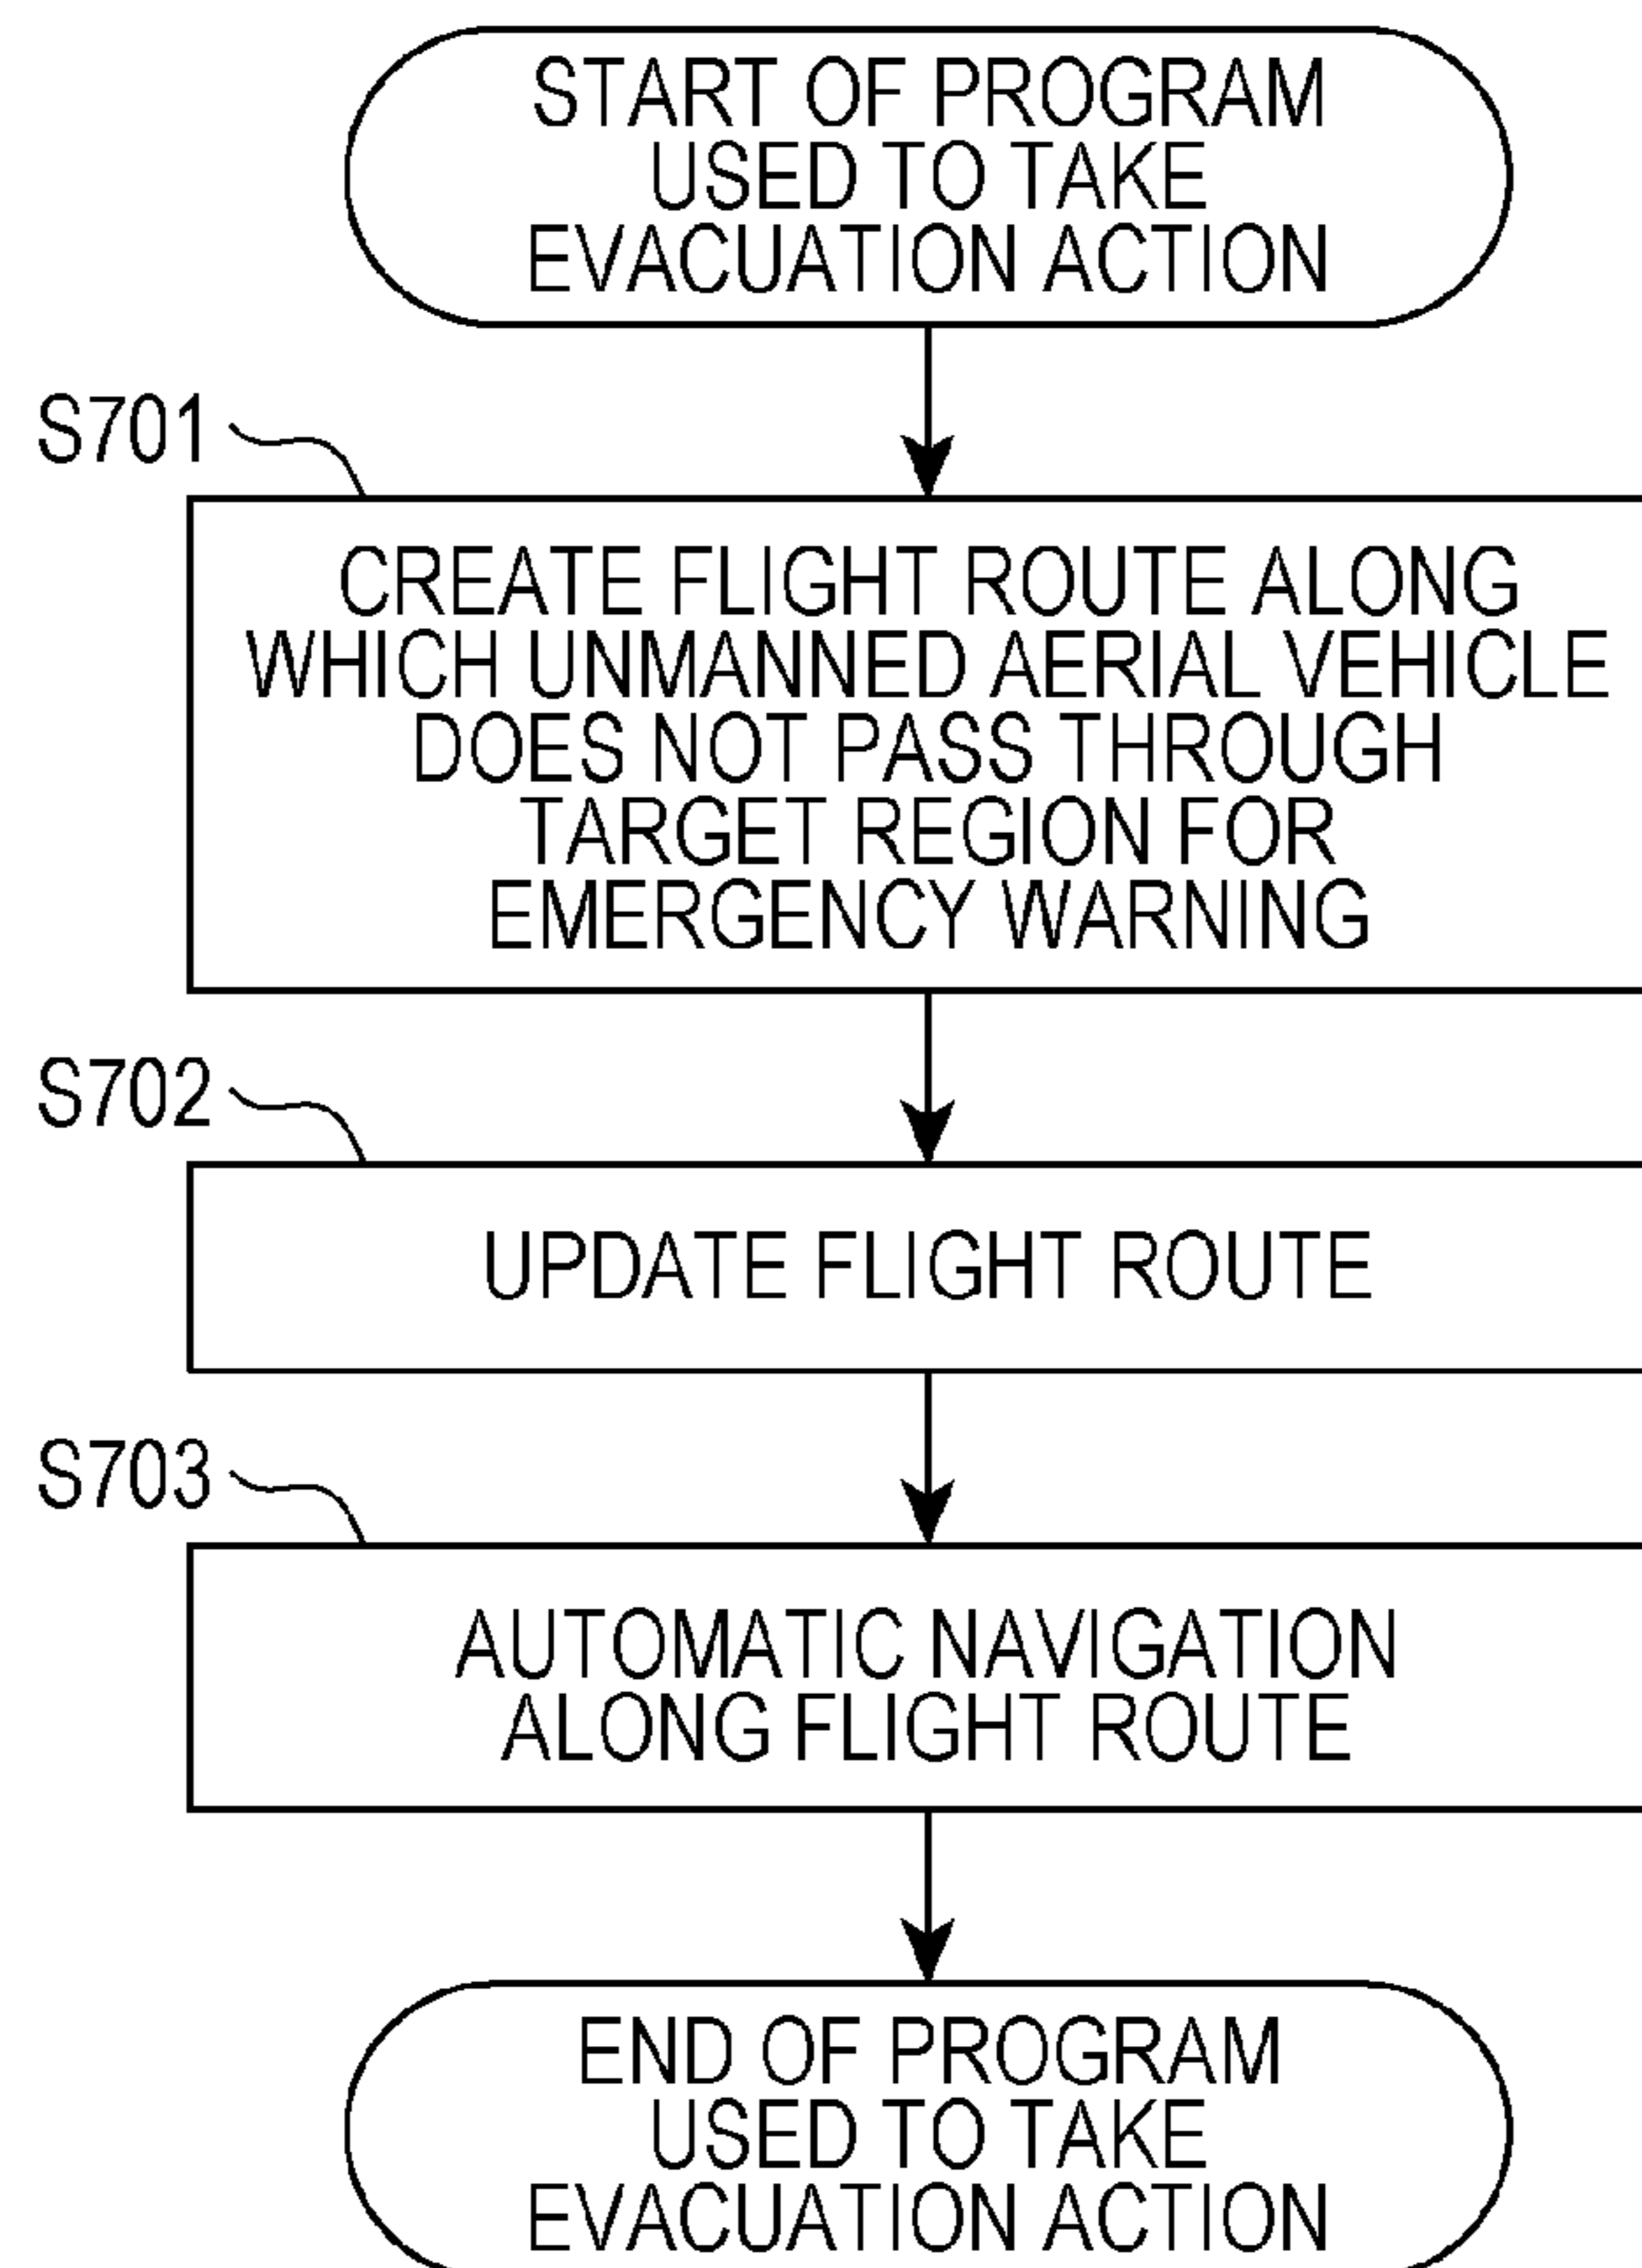 START OF PROGRAM
USED TO TAKE
EVACUATION ACTION
S701
CREATE FLIGHT ROUTE ALONG
WHICH UNMANNED AERIAL VEHICLE
DOES NOT PASS THROUGH
TARGET REGION FOR
EMERGENCY WARNING
S702
UPDATE FLIGHT ROUTE
S703
AUTOMATIC NAVIGATION
ALONG FLIGHT ROUTE
END OF PROGRAM
USED TO TAKE
EVACUATION ACTION